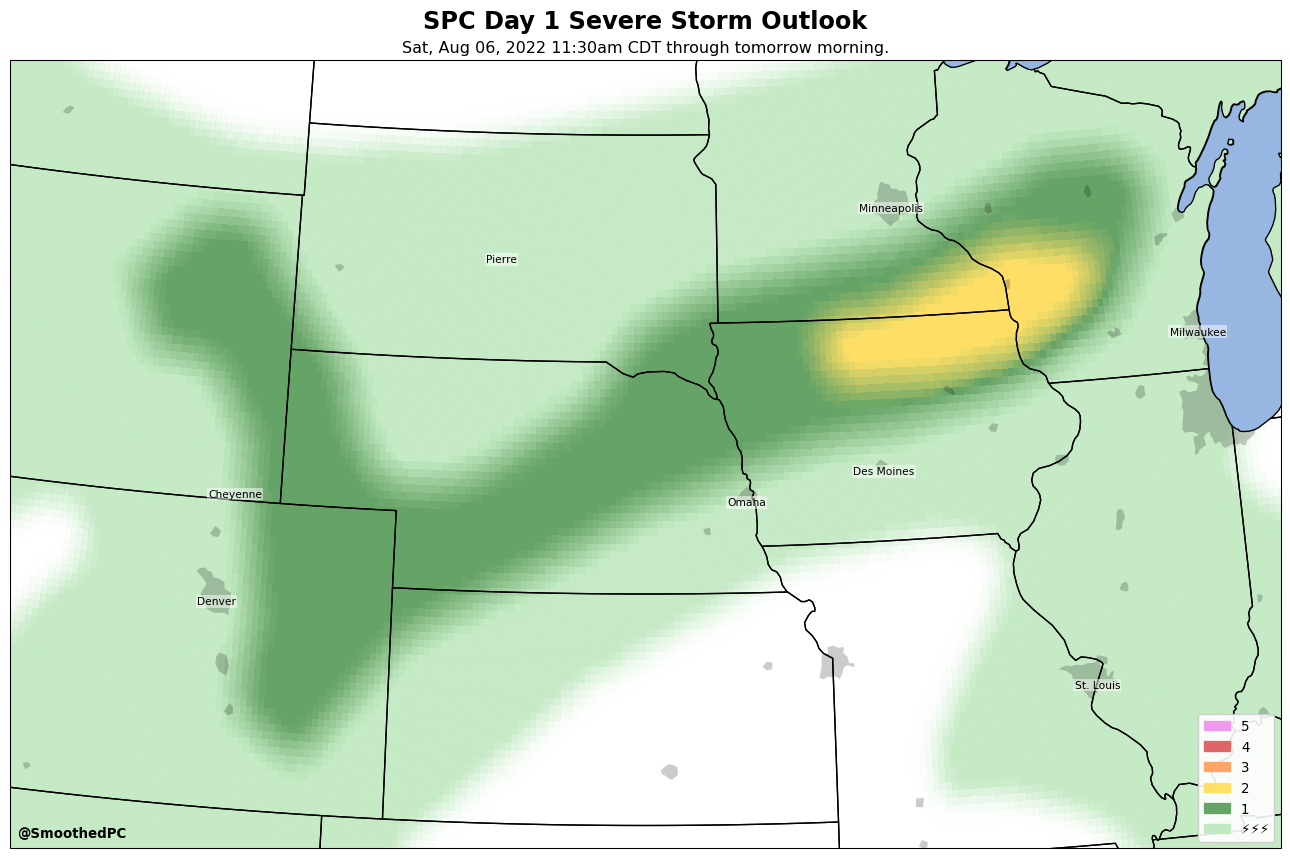 SPC Day 1 Severe Storm Outlook
Sat, Aug 06, 2022 11:30am CDT through tomorrow morning.
Minneapolis
Pierre
Milwaukee
Des Moines
Cheyenne
Omaha
Denver
St. Louis
5
4
3
2
1
⚡⚡⚡
@SmoothedPC